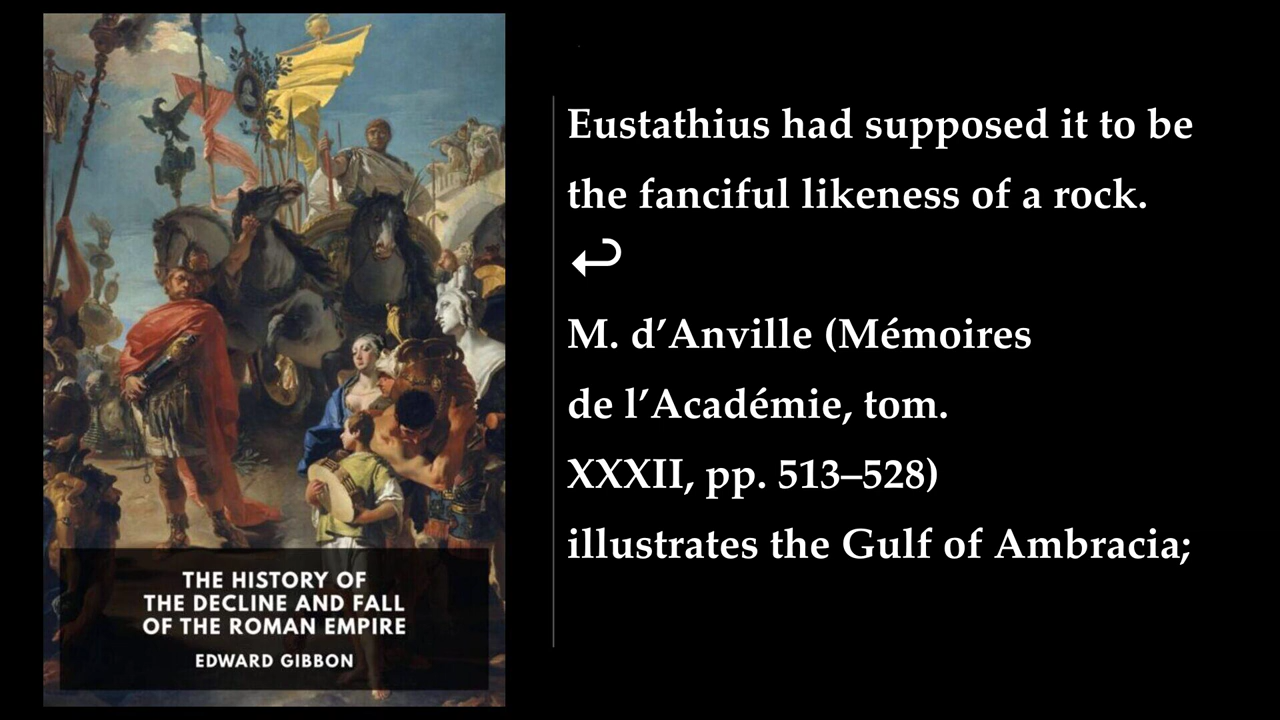 Eustathius had supposed it to be
the fanciful likeness of a rock.
↩
M. d’Anville (Mémoires
de l’Académie, tom.
XXXII, pp. 513–528)
illustrates the Gulf of Ambracia;
THE HISTORY OF
THE DECLINE AND FALL
OF THE ROMAN EMPIRE
EDWARD GIBBON